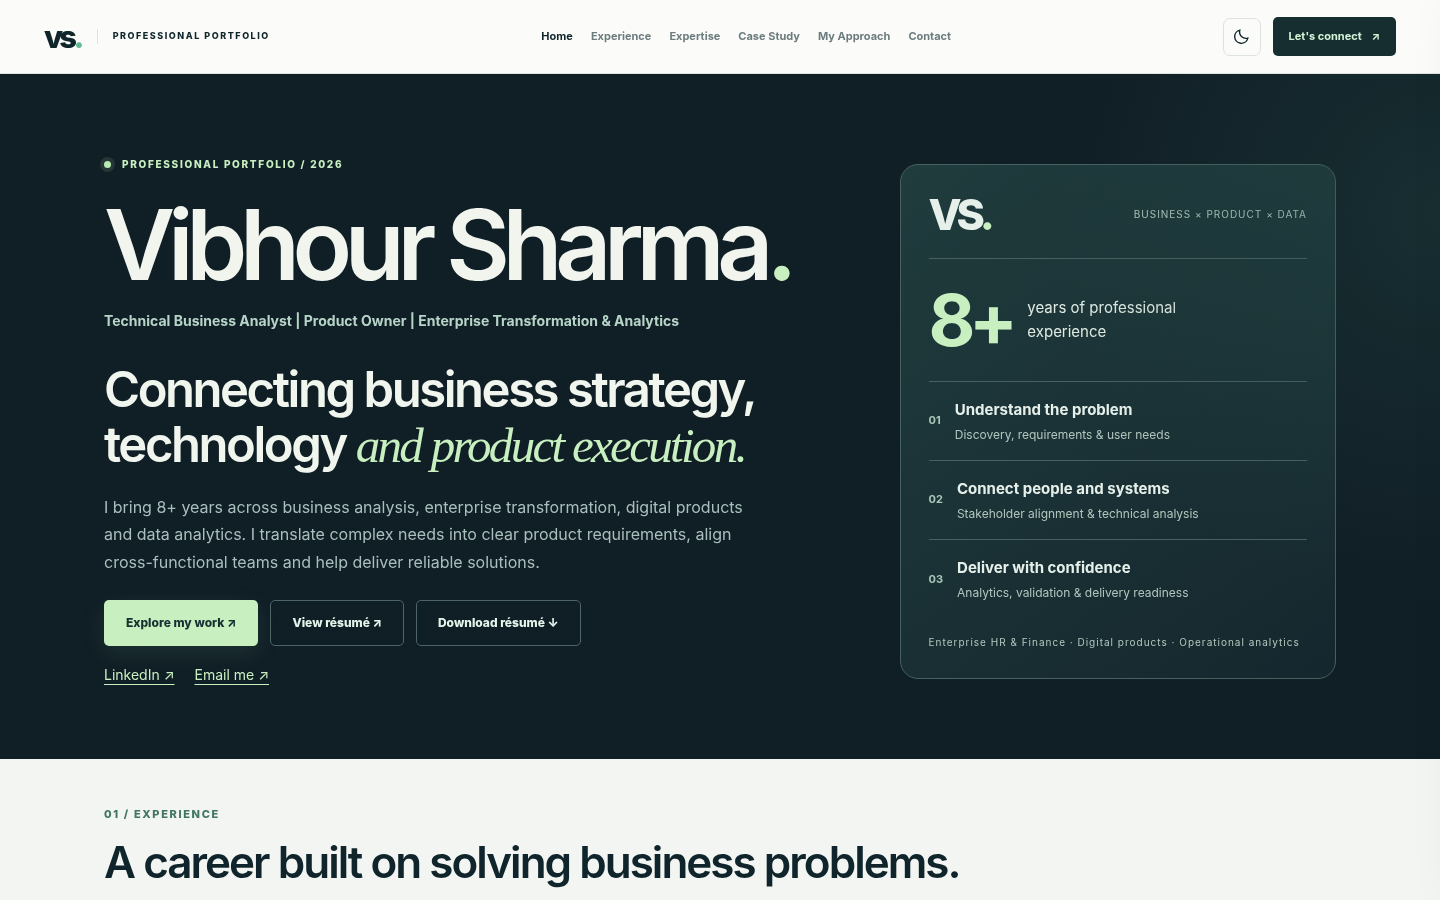 vs.
PROFESSIONAL PORTFOLIO
Home
Experience
Expertise
Case Study
My Approach
Contact
Let's connect ↗
PROFESSIONAL PORTFOLIO / 2026
Vibhour Sharma.
Technical Business Analyst | Product Owner | Enterprise Transformation & Analytics
Connecting business strategy,
technology and product execution.
I bring 8+ years across business analysis, enterprise transformation, digital products
and data analytics. I translate complex needs into clear product requirements, align
cross-functional teams and help deliver reliable solutions.
Explore my work ↗
View résumé ↗
Download résumé ↓
LinkedIn ↗
Email me ↗
vs.
BUSINESS × PRODUCT × DATA
8+
years of professional
experience
01
Understand the problem
Discovery, requirements & user needs
02
Connect people and systems
Stakeholder alignment & technical analysis
03
Deliver with confidence
Analytics, validation & delivery readiness
Enterprise HR & Finance · Digital products · Operational analytics
01 / EXPERIENCE
A career built on solving business problems.